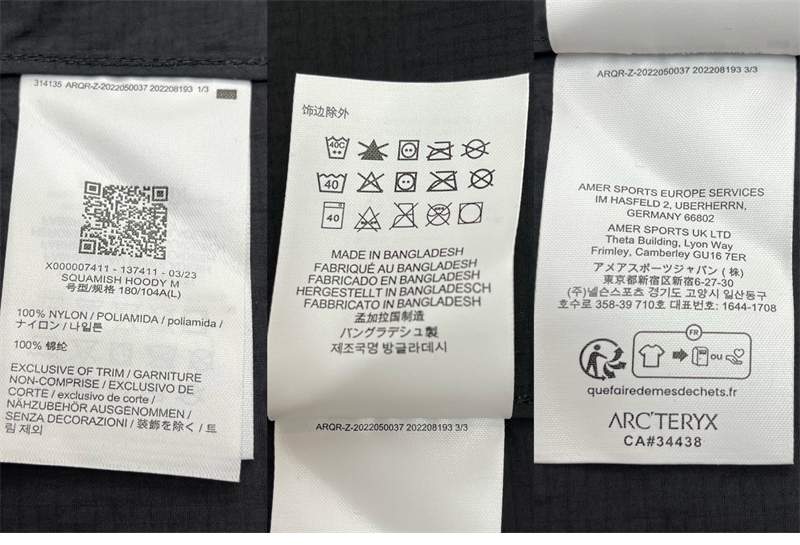 314135 ARQR-Z-2022050037 202208193 1/3
X000007411 - 137411 - 03/23
SQUAMISH HOODY M
号型/规格 180/104A(L)
100% NYLON / POLIAMIDA / poliamida /
ナイロン / 나일론
100% 锦纶
EXCLUSIVE OF TRIM / GARNITURE
NON-COMPRISE / EXCLUSIVO DE
CORTE / exclusivo de corte /
NÄHZUBEHÖR AUSGENOMMEN /
SENZA DECORAZIONI / 装飾を除く / 트
림 제외
饰边除外
40C
40
40
MADE IN BANGLADESH
FABRIQUÉ AU BANGLADESH
FABRICADO EN BANGLADESH
HERGESTELLT IN BANGLADESCH
FABBRICATO IN BANGLADESH
孟加拉国制造
バングラデシュ製
제조국명 방글라데시
ARQR-Z-2022050037 202208193 3/3
ARQR-Z-2022050037 202208193 3/3
AMER SPORTS EUROPE SERVICES
IM HASFELD 2, UBERHERRN,
GERMANY 66802
AMER SPORTS UK LTD
Theta Building, Lyon Way
Frimley, Camberley GU16 7ER
アメアスポーツジャパン (株)
東京都新宿区新宿6-27-30
(주)넬슨스포츠 경기도 고양시 일산동구
호수로 358-39 710호 대표번호: 1644-1708
FR
OU
quefairedemesdechets.fr
ARC'TERYX
CA#34438